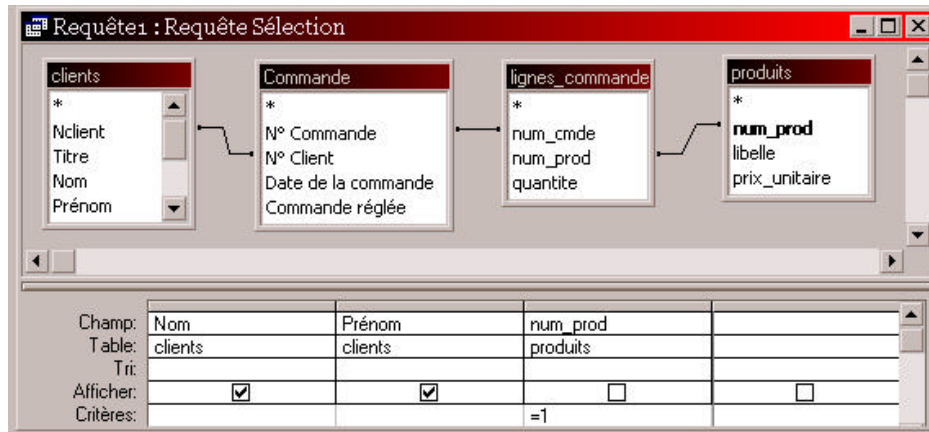 Requête1 : Requête Sélection
clients
*
Nclient
Titre
Nom
Prénom
Commande
*
N° Commande
N° Client
Date de la commande
Commande réglée
lignes_commande
*
num_cmde
num_prod
quantite
produits
*
num_prod
libelle
prix_unitaire
Champ: Nom Prénom num_prod
Table: clients clients produits
Tri:
Afficher:
Critères: =1